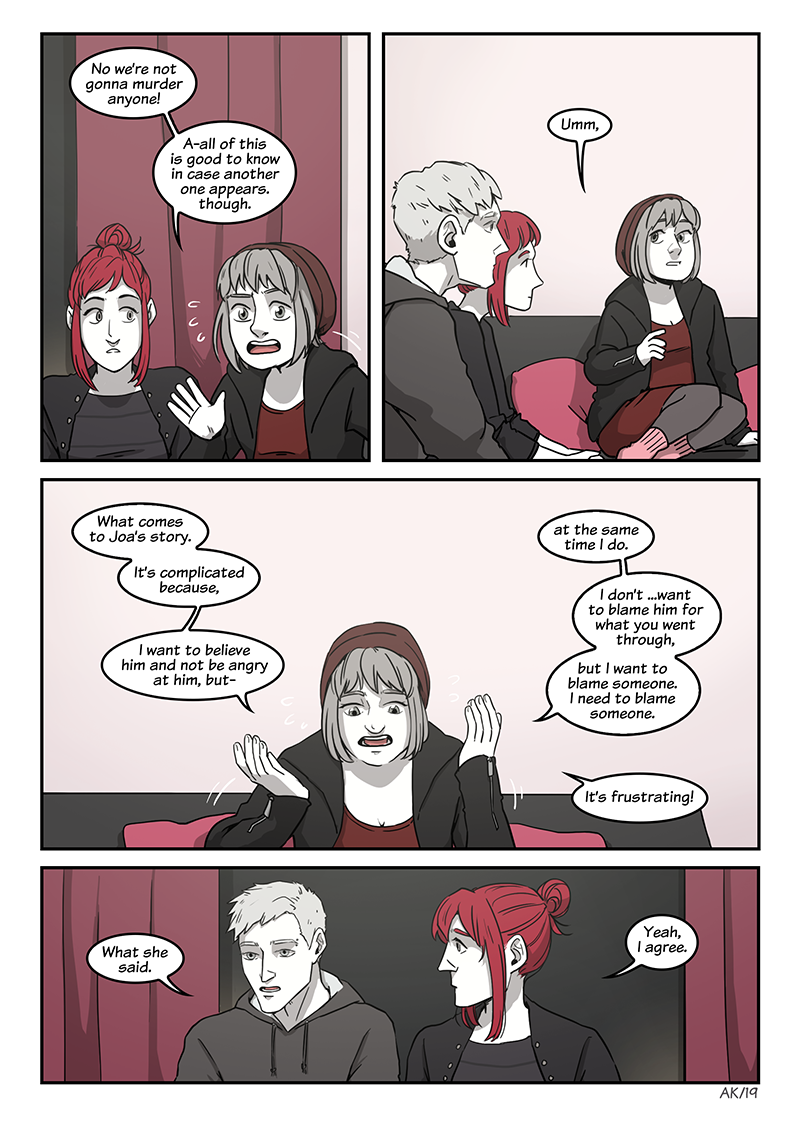 No we're not
gonna murder
anyone!
A-all of this
is good to know
in case another
one appears.
though.
Umm,
What comes
to Joa's story.
It's complicated
because,
I want to believe
him and not be angry
at him, but-
at the same
time I do.
I don't ...want
to blame him for
what you went
through,
but I want to
blame someone.
I need to blame
someone.
It's frustrating!
What she
said.
Yeah,
I agree.
AK/19